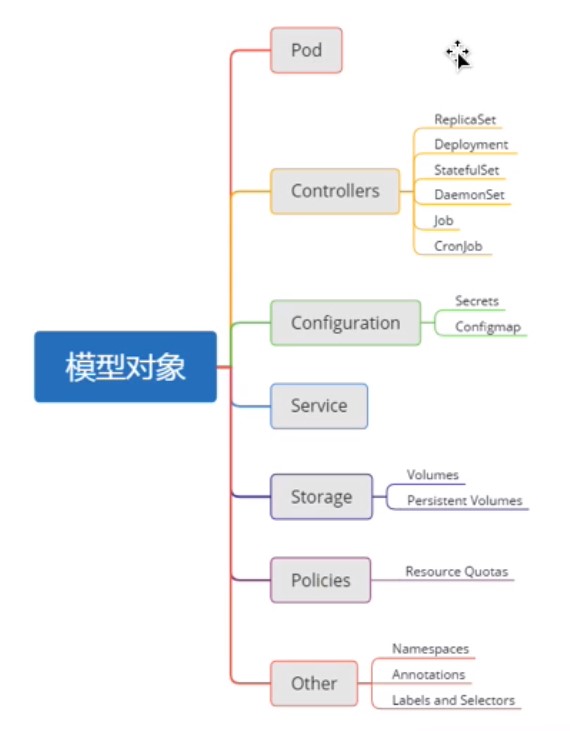 Pod
ReplicaSet
Deployment
StatefulSet
Controllers
DaemonSet
Job
CronJob
Secrets
Configuration
Configmap
模型对象
Service
Volumes
Storage
Persistent Volumes
Policies
Resource Quotas
Namespaces
Other
Annotations
Labels and Selectors